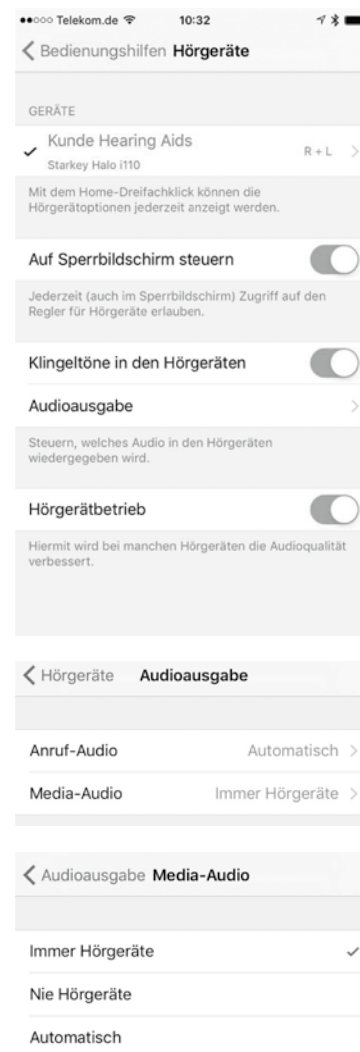 Telekom.de 10:32
Bedienungshilfen Hörgeräte
GERÄTE
Kunde Hearing Aids R + L
Starkey Halo i110
Mit dem Home-Dreifachklick können die
Hörgerätoptionen jederzeit anzeigt werden.
Auf Sperrbildschirm steuern
Jederzeit (auch im Sperrbildschirm) Zugriff auf den
Regler für Hörgeräte erlauben.
Klingeltöne in den Hörgeräten
Audioausgabe
Steuern, welches Audio in den Hörgeräten
wiedergegeben wird.
Hörgerätbetrieb
Hiermit wird bei manchen Hörgeräten die Audioqualität
verbessert.
Hörgeräte Audioausgabe
Anruf-Audio Automatisch
Media-Audio Immer Hörgeräte
Audioausgabe Media-Audio
Immer Hörgeräte
Nie Hörgeräte
Automatisch